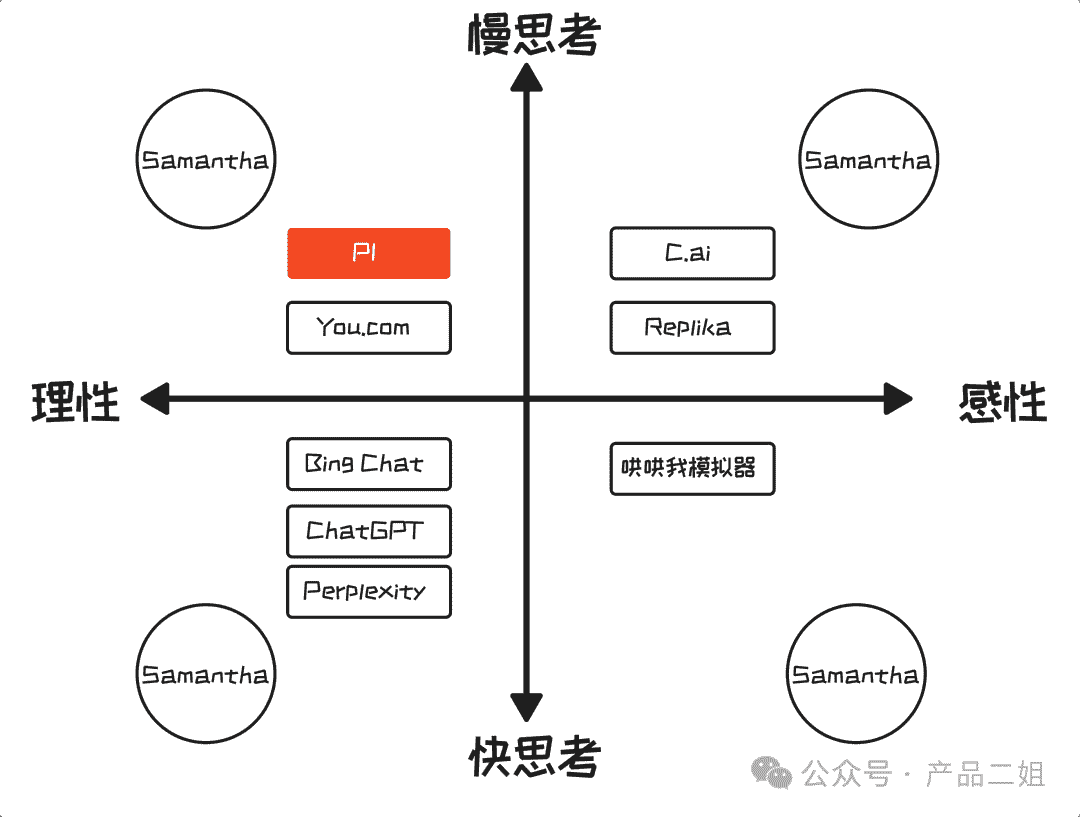 慢思考
Samantha
Samantha
PI
C.ai
You.com
Replika
理性
感性
Bing Chat
哄哄我模拟器
ChatGPT
Perplexity
Samantha
Samantha
快思考
公众号 · 产品二姐